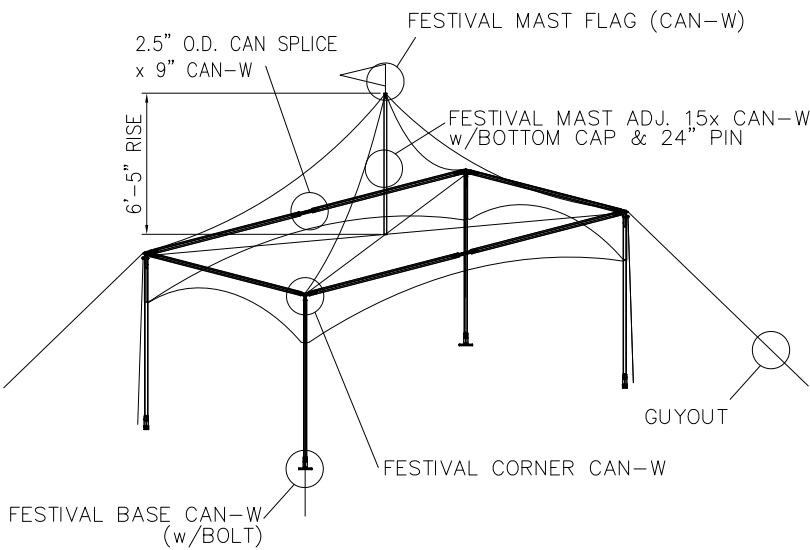 FESTIVAL MAST FLAG (CAN-W)
2.5" O.D. CAN SPLICE
x 9" CAN-W
FESTIVAL MAST ADJ. 15x CAN-W
w/BOTTOM CAP & 24" PIN
6'-5" RISE
GUYOUT
FESTIVAL CORNER CAN-W
FESTIVAL BASE CAN-W
(w/BOLT)